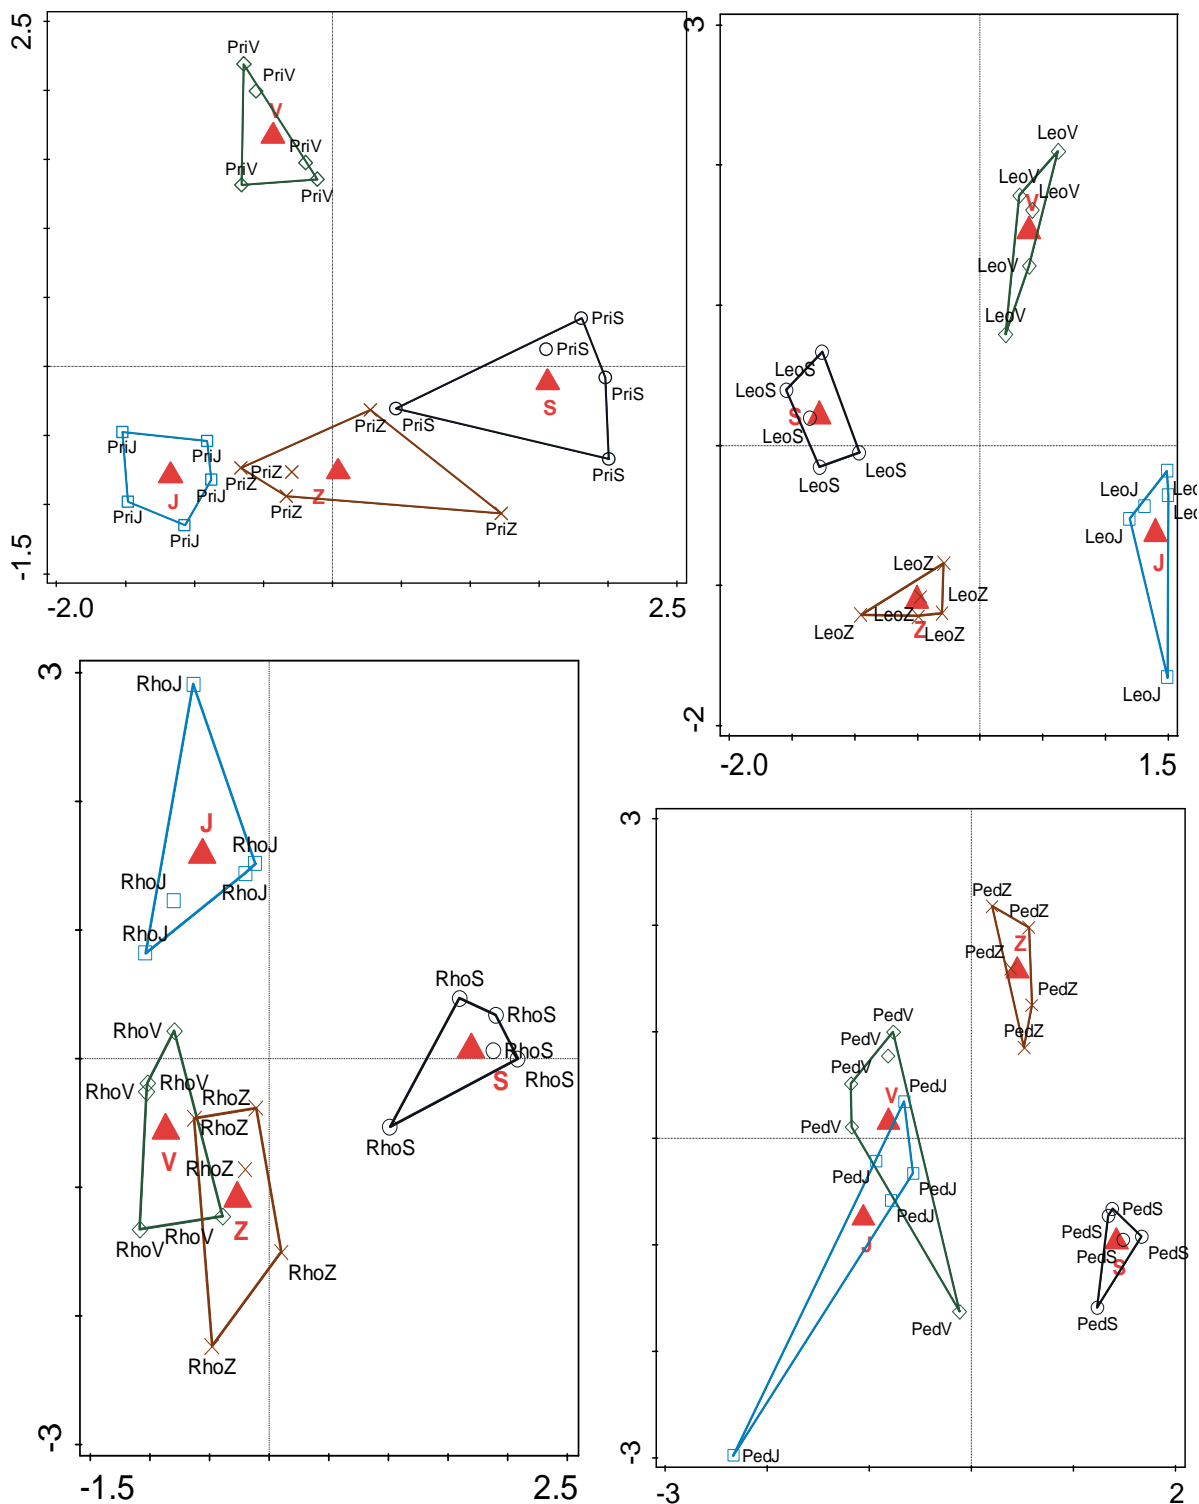 2.5
PriV
PriV
V
PriV
PriV
PriV
PriS
PriS
PriS
S
PriS
PriZ
PriS
PriJ
PriJ
PriZ
PriZ
PriJ
J
Z
PriJ
PriZ
PriZ
PriJ
-1.5
-2.0
2.5
3
LeoV
LeoV
LeoV
V
LeoV
LeoV
LeoS
LeoS
S
LeoS
LeoS
LeoS
LeoJ
Leo
Leo
LeoJ
J
LeoZ
LeoZ
LeoZ
Z
LeoZ
LeoZ
LeoJ
-2
-2.0
1.5
3
RhoJ
J
RhoJ
RhoJ
RhoJ
RhoJ
RhoS
RhoS
RhoS
RhoS
S
RhoS
RhoV
RhoV
RhoV
RhoZ
RhoZ
V
RhoZ
Z
RhoV
RhoV
RhoZ
RhoZ
-3
-1.5
2.5
3
PedZ
PedZ
Z
PedZ
PedZ
PedZ
PedV
PedV
PedV
V
PedJ
PedV
PedJ
PedJ
PedJ
J
PedS
PedS
PedS
PedS
S
PedS
PedV
PedJ
-3
-3
2